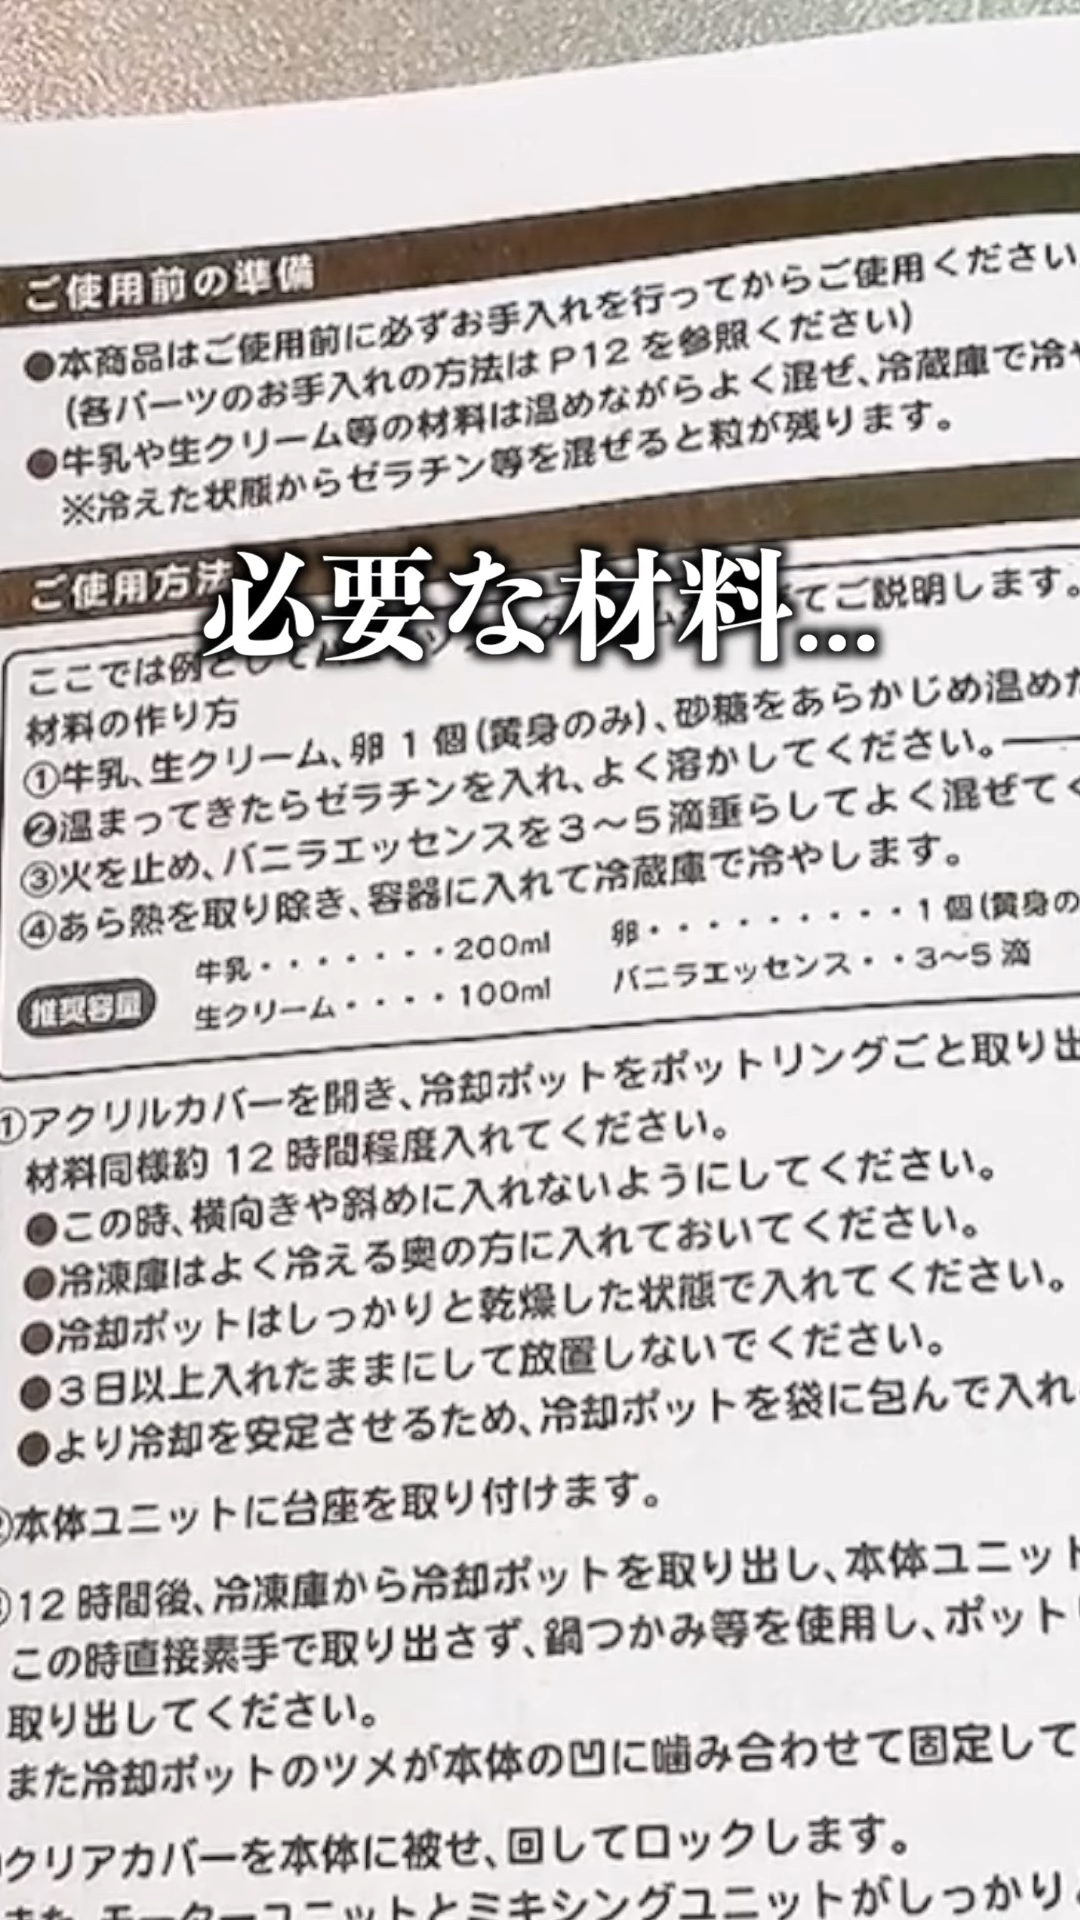 ご使用前の準備
●本商品はご使用前に必ずお手入れを行ってからご使用ください
(各パーツのお手入れの方法はP12を参照ください)
●牛乳や生クリーム等の材料は温めながらよく混ぜ、冷蔵庫で冷や
※冷えた状態からゼラチン等を混ぜると粒が残ります。
ご使用方法
必要な材料...
ここでは例として てご説明します。
材料の作り方
①牛乳、生クリーム、卵1個(黄身のみ)、砂糖をあらかじめ温めた
②温まってきたらゼラチンを入れ、よく溶かしてください。
③火を止め、バニラエッセンスを3〜5滴垂らしてよく混ぜてく
④あら熱を取り除き、容器に入れて冷蔵庫で冷やします。
推奨容量
牛乳・・・・・・・200ml 卵・・・・・・・・・1個(黄身の
生クリーム・・・・100ml バニラエッセンス・・3〜5滴
①アクリルカバーを開き、冷却ポットをポットリングごと取り出
材料同様約12時間程度入れてください。
●この時、横向きや斜めに入れないようにしてください。
●冷凍庫はよく冷える奥の方に入れておいてください。
●冷却ポットはしっかりと乾燥した状態で入れてください。
●3日以上入れたままにして放置しないでください。
●より冷却を安定させるため、冷却ポットを袋に包んで入れ
②本体ユニットに台座を取り付けます。
③12時間後、冷凍庫から冷却ポットを取り出し、本体ユニット
この時直接素手で取り出さず、鍋つかみ等を使用し、ポット
取り出してください。
また冷却ポットのツメが本体の凹に噛み合わせて固定して
クリアカバーを本体に被せ、回してロックします。
また、モーターユニットとミキシングユニットがしっかり